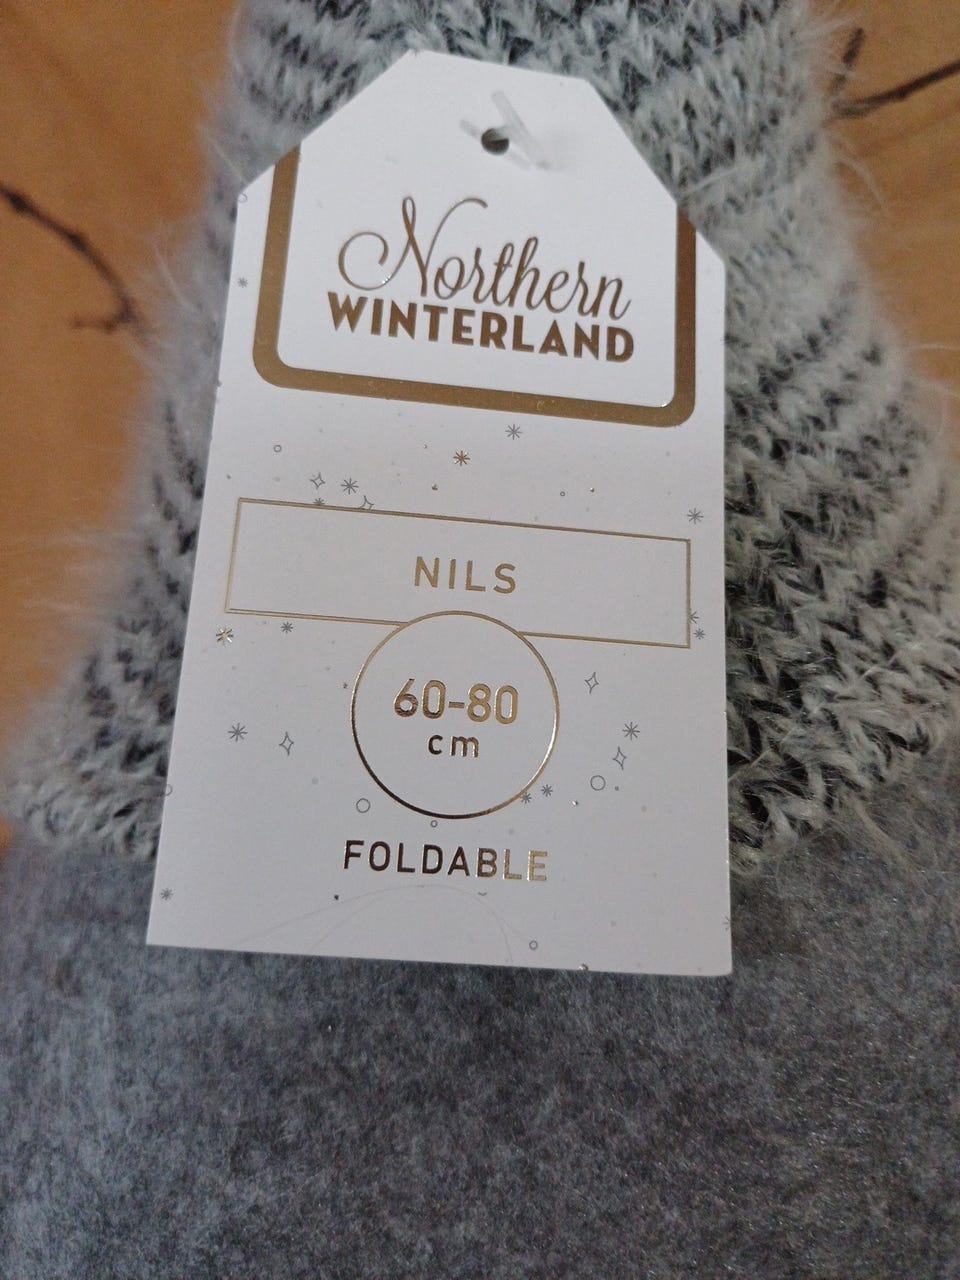 Northern
WINTERLAND
NILS
60-80
cm
FOLDABLE